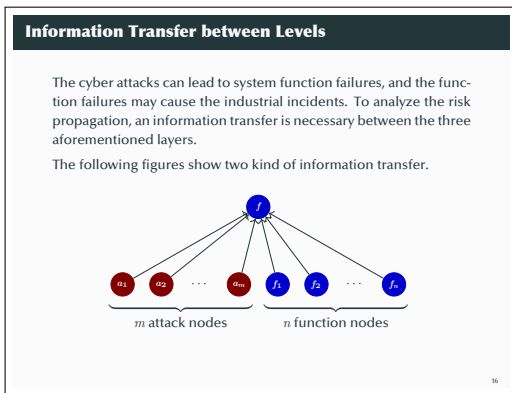 Information Transfer between Levels
The cyber attacks can lead to system function failures, and the func-
tion failures may cause the industrial incidents. To analyze the risk
propagation, an information transfer is necessary between the three
aforementioned layers.
The following figures show two kind of information transfer.
f
a1 a2 ··· am f1 f2 ··· fn
m attack nodes n function nodes
16